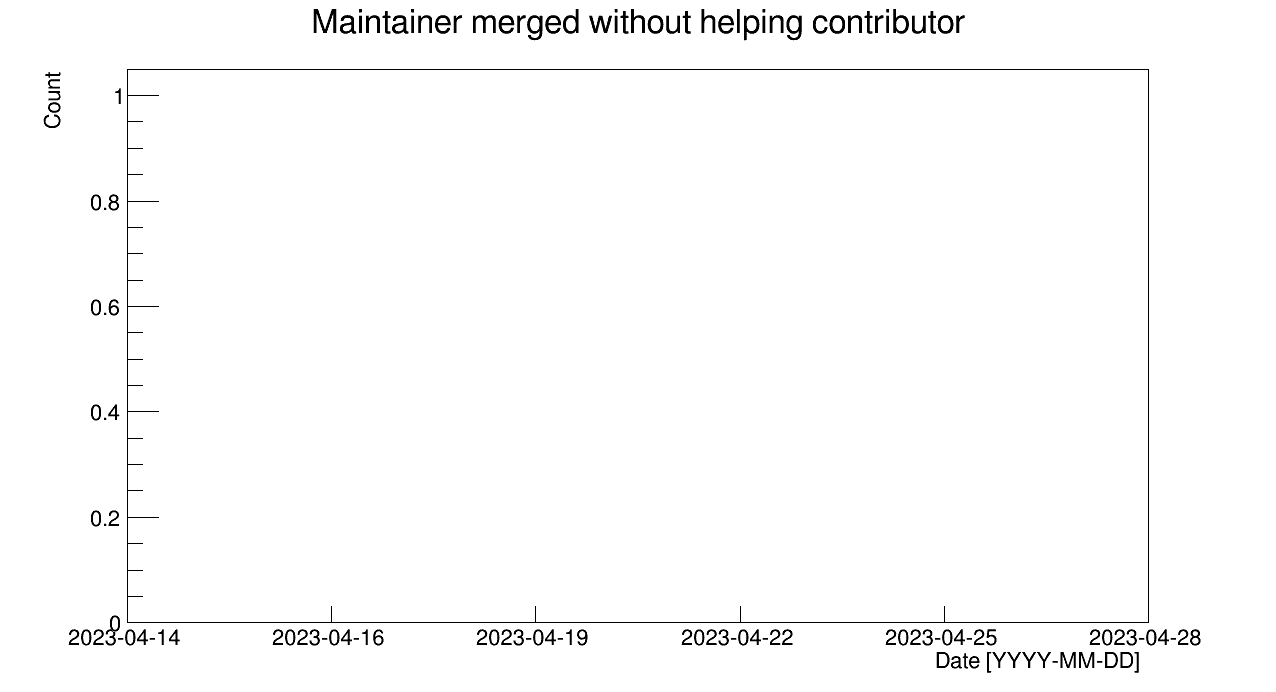 Maintainer merged without helping contributor
Count
1
0.8
0.6
0.4
0.2
0
2023-04-14 2023-04-16 2023-04-19 2023-04-22 2023-04-25 2023-04-28
Date [YYYY-MM-DD]